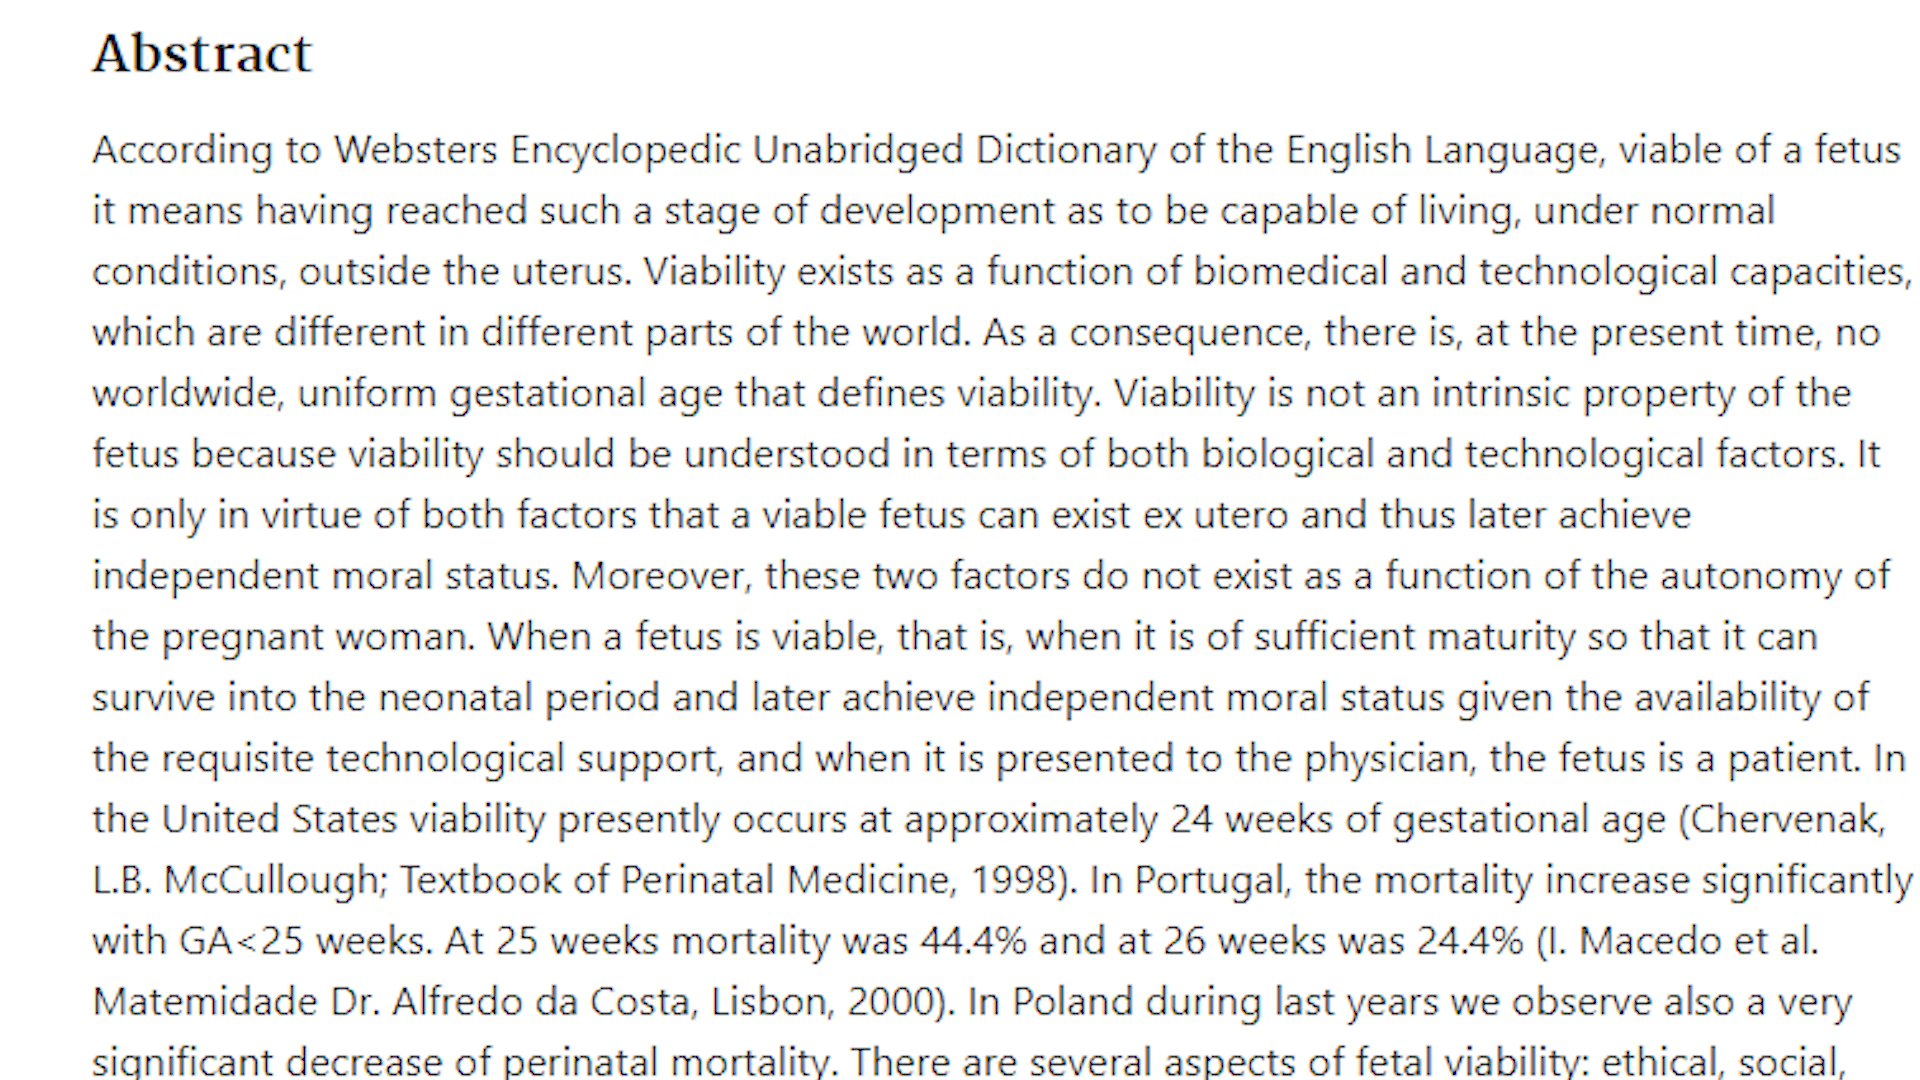 Abstract
According to Websters Encyclopedic Unabridged Dictionary of the English Language, viable of a fetus
it means having reached such a stage of development as to be capable of living, under normal
conditions, outside the uterus. Viability exists as a function of biomedical and technological capacities,
which are different in different parts of the world. As a consequence, there is, at the present time, no
worldwide, uniform gestational age that defines viability. Viability is not an intrinsic property of the
fetus because viability should be understood in terms of both biological and technological factors. It
is only in virtue of both factors that a viable fetus can exist ex utero and thus later achieve
independent moral status. Moreover, these two factors do not exist as a function of the autonomy of
the pregnant woman. When a fetus is viable, that is, when it is of sufficient maturity so that it can
survive into the neonatal period and later achieve independent moral status given the availability of
the requisite technological support, and when it is presented to the physician, the fetus is a patient. In
the United States viability presently occurs at approximately 24 weeks of gestational age (Chervenak,
L.B. McCullough; Textbook of Perinatal Medicine, 1998). In Portugal, the mortality increase significantly
with GA<25 weeks. At 25 weeks mortality was 44.4% and at 26 weeks was 24.4% (I. Macedo et al.
Matemidade Dr. Alfredo da Costa, Lisbon, 2000). In Poland during last years we observe also a very
significant decrease of perinatal mortality. There are several aspects of fetal viability: ethical, social,